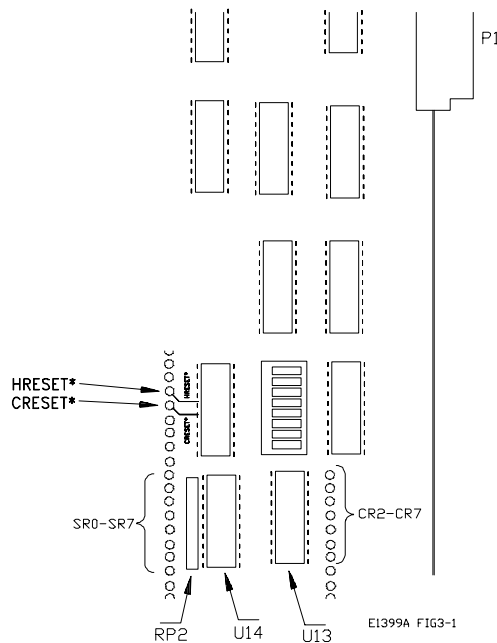 P1
HRESET*
HRESET*
CRESET*
CRESET*
SR0-SR7
CR2-CR7
RP2
U14
U13
E1399A FIG3-1